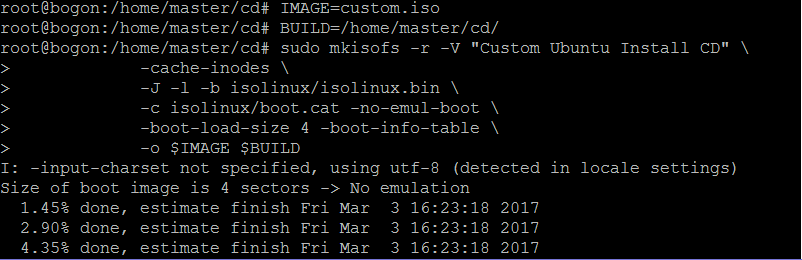 root@bogon:/home/master/cd# IMAGE=custom.iso
root@bogon:/home/master/cd# BUILD=/home/master/cd/
root@bogon:/home/master/cd# sudo mkisofs -r -V "Custom Ubuntu Install CD" \
>            -cache-inodes \
>            -J -l -b isolinux/isolinux.bin \
>            -c isolinux/boot.cat -no-emul-boot \
>            -boot-load-size 4 -boot-info-table \
>            -o $IMAGE $BUILD
I: -input-charset not specified, using utf-8 (detected in locale settings)
Size of boot image is 4 sectors -> No emulation
  1.45% done, estimate finish Fri Mar  3 16:23:18 2017
  2.90% done, estimate finish Fri Mar  3 16:23:18 2017
  4.35% done, estimate finish Fri Mar  3 16:23:18 2017